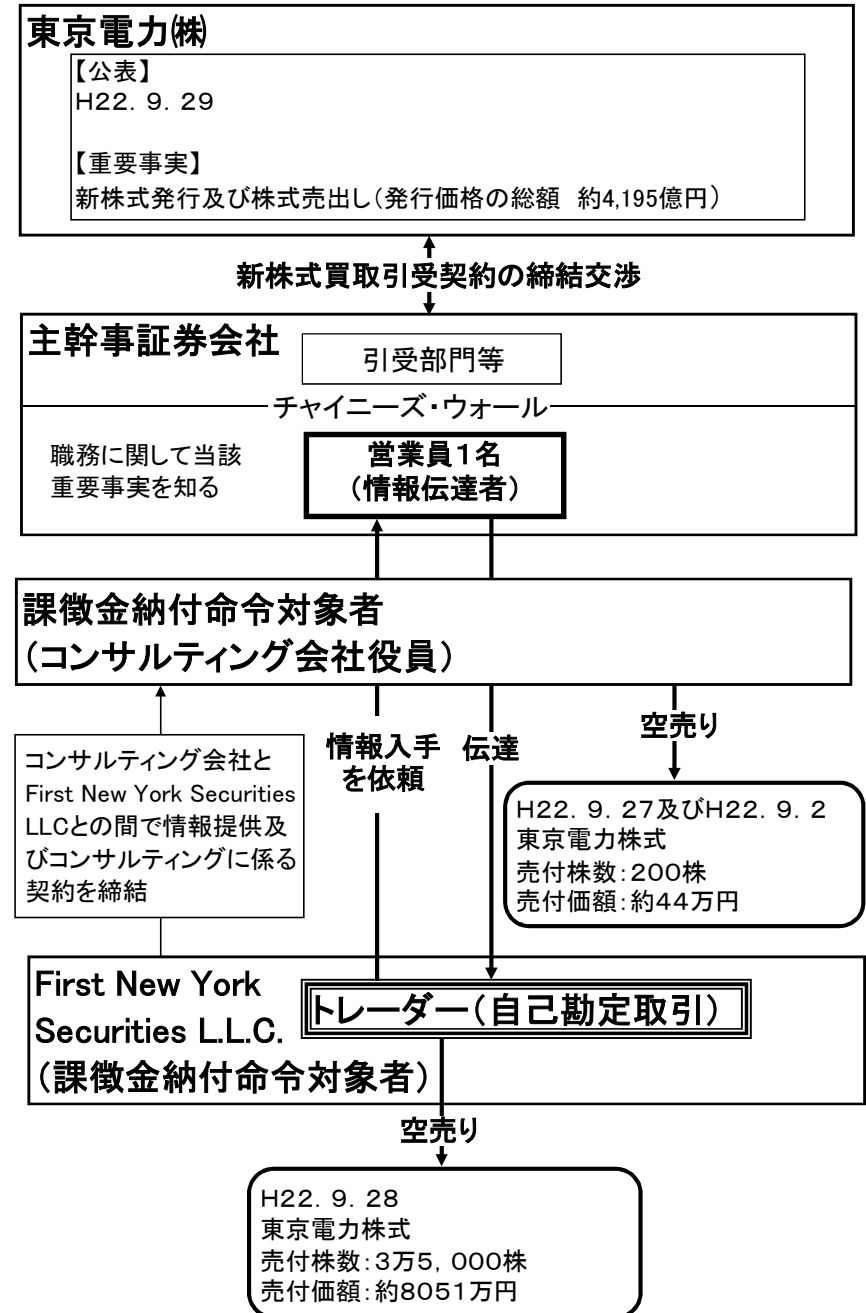 東京電力㈱
【公表】
H22．9．29
【重要事実】
新株式発行及び株式売出し（発行価格の総額　約4,195億円）
新株式買取引受契約の締結交渉
主幹事証券会社
引受部門等
チャイニーズ・ウォール
職務に関して当該
重要事実を知る
営業員１名
（情報伝達者）
課徴金納付命令対象者
（コンサルティング会社役員）
コンサルティング会社と
First New York Securities
LLCとの間で情報提供及
びコンサルティングに係る
契約を締結
情報入手
を依頼
伝達
空売り
H22．9．27及びH22．9．2
東京電力株式
売付株数：200株
売付価額：約44万円
First New York
Securities L.L.C.
（課徴金納付命令対象者）
トレーダー（自己勘定取引）
空売り
H22．9．28
東京電力株式
売付株数：3万5，000株
売付価額：約8051万円